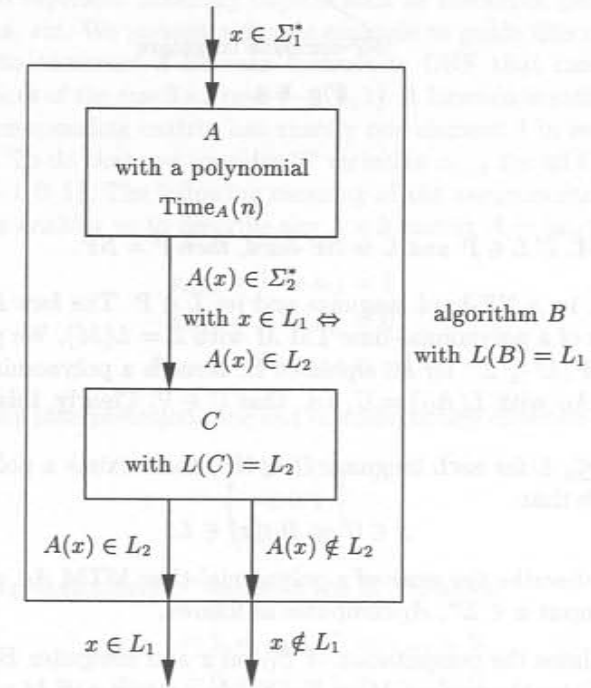 x ∈ Σ₁*
A
with a polynomial
Time_A(n)
A(x) ∈ Σ₂*
with x ∈ L₁ ⇔
A(x) ∈ L₂
algorithm B
with L(B) = L₁
C
with L(C) = L₂
A(x) ∈ L₂
A(x) ∉ L₂
x ∈ L₁
x ∉ L₁